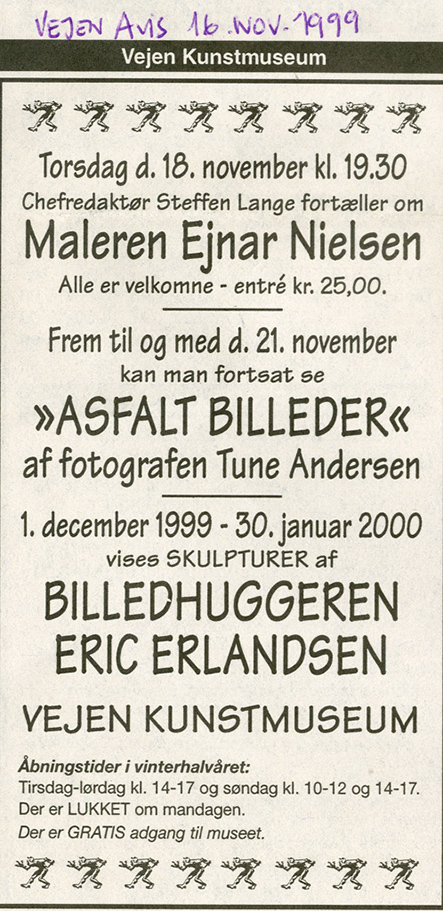 VEJEN AVIS 16. NOV. 1999
Vejen Kunstmuseum
Torsdag d. 18. november kl. 19.30
Chefredaktør Steffen Lange fortæller om
Maleren Ejnar Nielsen
Alle er velkomne - entré kr. 25,00.
Frem til og med d. 21. november
kan man fortsat se
»ASFALT BILLEDER«
af fotografen Tune Andersen
1. december 1999 - 30. januar 2000
vises SKULPTURER af
BILLEDHUGGEREN
ERIC ERLANDSEN
VEJEN KUNSTMUSEUM
Åbningstider i vinterhalvåret:
Tirsdag-lørdag kl. 14-17 og søndag kl. 10-12 og 14-17.
Der er LUKKET om mandagen.
Der er GRATIS adgang til museet.